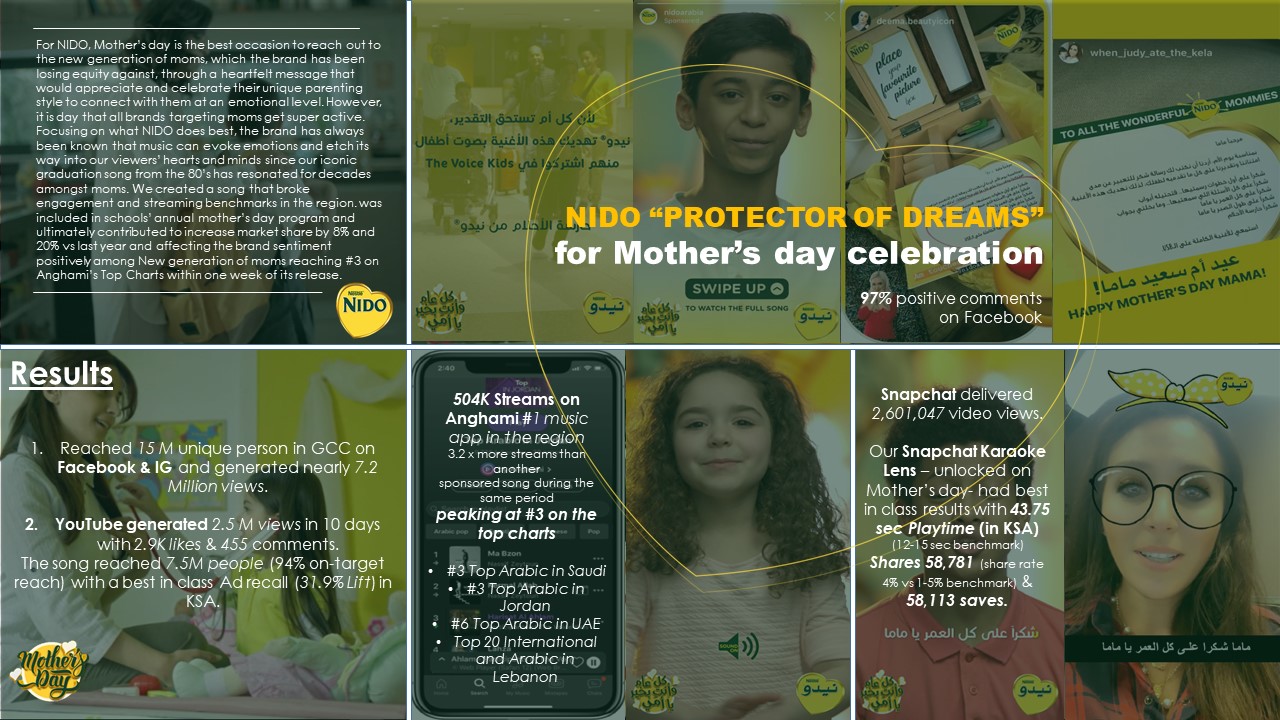 For NIDO, Mother's day is the best occasion to reach out to
the new generation of moms, which the brand has been
losing equity against, through a heartfelt message that
would appreciate and celebrate their unique parenting
style to connect with them at an emotional level. However,
it is day that all brands targeting moms get super active.
Focusing on what NIDO does best, the brand has always
been known that music can evoke emotions and etch its
way into our viewers' hearts and minds since our iconic
graduation song from the 80's has resonated for decades
amongst moms. We created a song that broke
engagement and streaming benchmarks in the region. was
included in schools' annual mother's day program and
ultimately contributed to increase market share by 8% and
20% vs last year and affecting the brand sentiment
positively among New generation of moms reaching #3 on
Anghami's Top Charts within one week of its release.
Nestlé
NIDO
لأن كل أم تستحق التقدير،
نيدو® تهديك هذه الأغنية بصوت أطفال
منهم اشتركوا في The Voice Kids
نيدو
nidoarabia
Sponsored
SWIPE UP
TO WATCH THE FULL SONG
نيدو
deema.beautyicon
place
your
favourite
picture
when_judy_ate_the_kela
TO ALL THE WONDERFUL NIDO MOMMIES
عيد أم سعيد ماما!
HAPPY MOTHER'S DAY MAMA!
NIDO "PROTECTOR OF DREAMS"
for Mother's day celebration
97% positive comments
on Facebook
Results
1. Reached 15 M unique person in GCC on
Facebook & IG and generated nearly 7.2
Million views.
2. YouTube generated 2.5 M views in 10 days
with 2.9K likes & 455 comments.
The song reached 7.5M people (94% on-target
reach) with a best in class Ad recall (31.9% Lift) in
KSA.
Mother's
Day
2:40
Top
IN JORDAN
504K Streams on
Anghami #1 music
app in the region
3.2 x more streams than
another
sponsored song during the
same period
peaking at #3 on the
top charts
Ma Bzon
• #3 Top Arabic in Saudi
• #3 Top Arabic in
Jordan
• #6 Top Arabic in UAE
• Top 20 International
and Arabic in
Lebanon
Search
نيدو
Snapchat delivered
2,601,047 video views.
Our Snapchat Karaoke
Lens – unlocked on
Mother's day- had best
in class results with 43.75
sec Playtime (in KSA)
(12-15 sec benchmark)
Shares 58,781 (share rate
4% vs 1-5% benchmark) &
58,113 saves.
شكراً على كل العمر يا ماما
نيدو
نيدو
ماما شكرا على كل العمر يا ماما